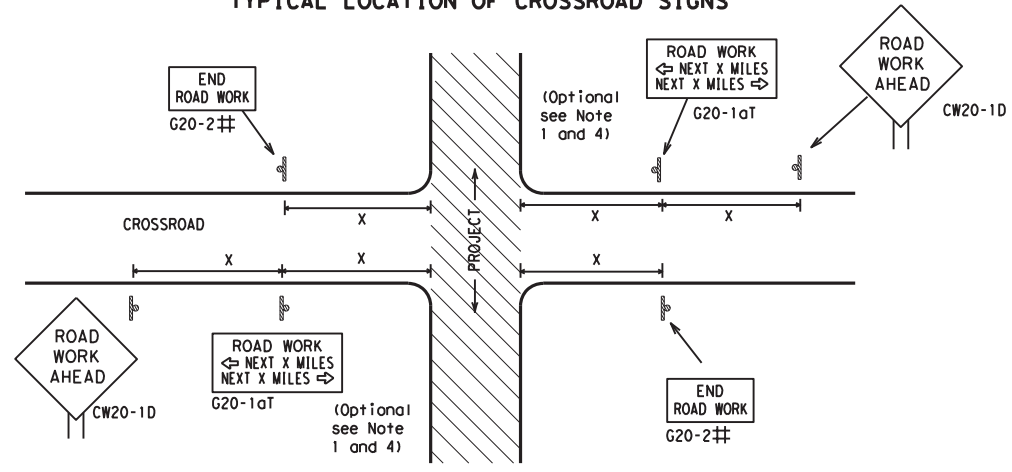 TYPICAL LOCATION OF CROSSROAD SIGNS
END
ROAD WORK
G20-2#
(Optional
see Note
1 and 4)
ROAD WORK
⇦ NEXT X MILES
NEXT X MILES ⇨
G20-1aT
ROAD
WORK
AHEAD
CW20-1D
X
X
X
CROSSROAD
PROJECT
X
X
X
ROAD
WORK
AHEAD
CW20-1D
ROAD WORK
⇦ NEXT X MILES
NEXT X MILES ⇨
G20-1aT
(Optional
see Note
1 and 4)
END
ROAD WORK
G20-2#